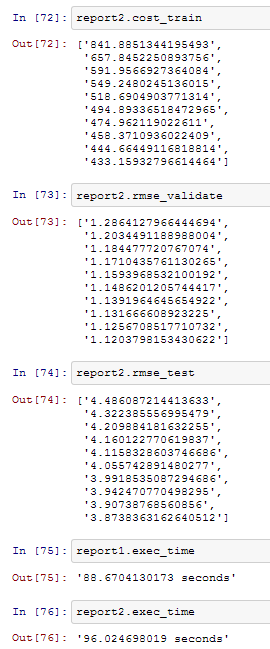 In [72]: report2.cost_train
Out[72]: ['841.8851344195493',
'657.8452250893756',
'591.9566927364084',
'549.2480245136015',
'518.6904903771314',
'494.89336518472965',
'474.962119022611',
'458.3710936022409',
'444.66449116818814',
'433.15932796614464']
In [73]: report2.rmse_validate
Out[73]: ['1.2864127966444694',
'1.2034491188988004',
'1.184477720767074',
'1.1710435761130265',
'1.1593968532100192',
'1.1486201205744417',
'1.1391964645654922',
'1.131666608923225',
'1.1256708517710732',
'1.1203798153430622']
In [74]: report2.rmse_test
Out[74]: ['4.486087214413633',
'4.322385556995479',
'4.209884181632255',
'4.160122770619837',
'4.1158328603746686',
'4.055742891480277',
'3.9918535087294686',
'3.942470770498295',
'3.90738768560856',
'3.8738363162640512']
In [75]: report1.exec_time
Out[75]: '88.6704130173 seconds'
In [76]: report2.exec_time
Out[76]: '96.024698019 seconds'